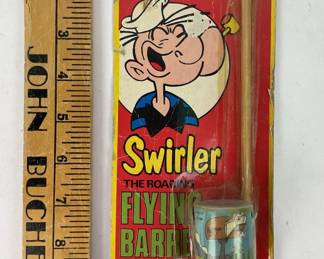 JOHN BUCHE
3
4
5
6
7
8
Swirler
THE ROARING
FLYING
BARRE